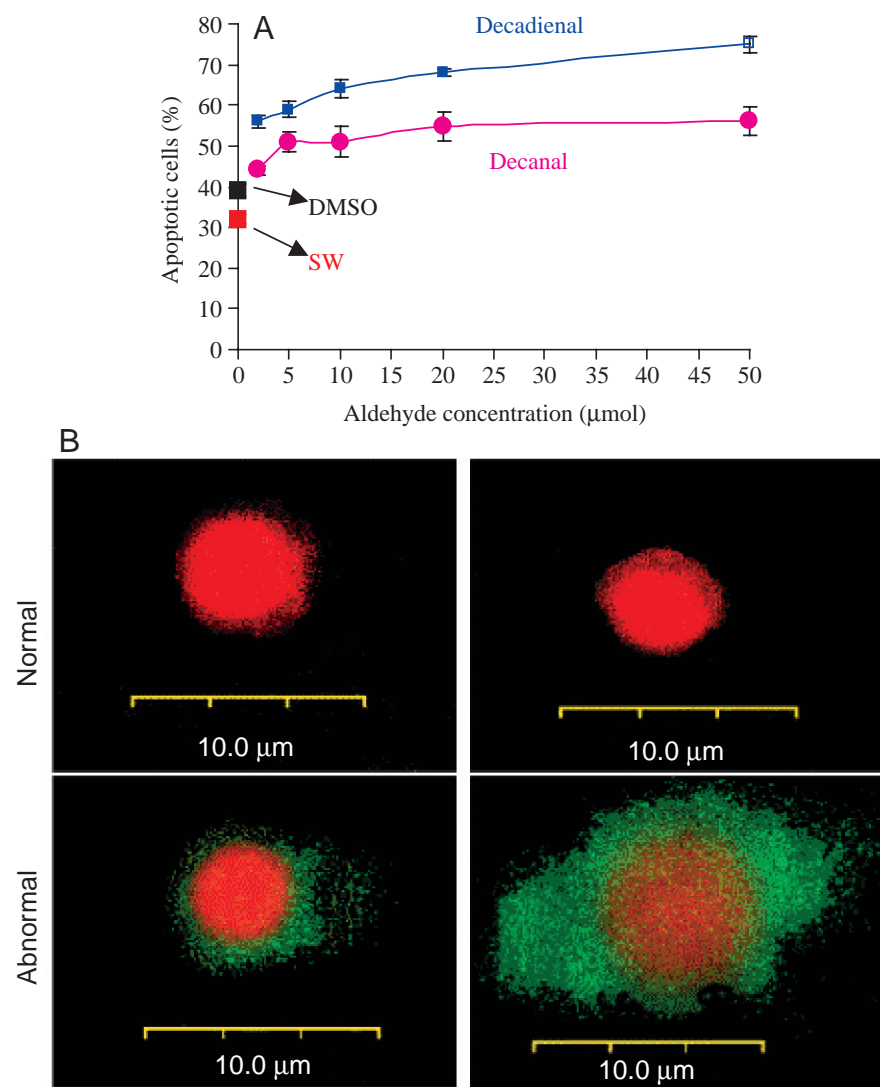 A
Decadienal
Decanal
DMSO
SW
Apoptotic cells (%)
80
70
60
50
40
30
20
10
0
0 5 10 15 20 25 30 35 40 45 50
Aldehyde concentration (μmol)
B
Normal
10.0 μm
10.0 μm
Abnormal
10.0 μm
10.0 μm